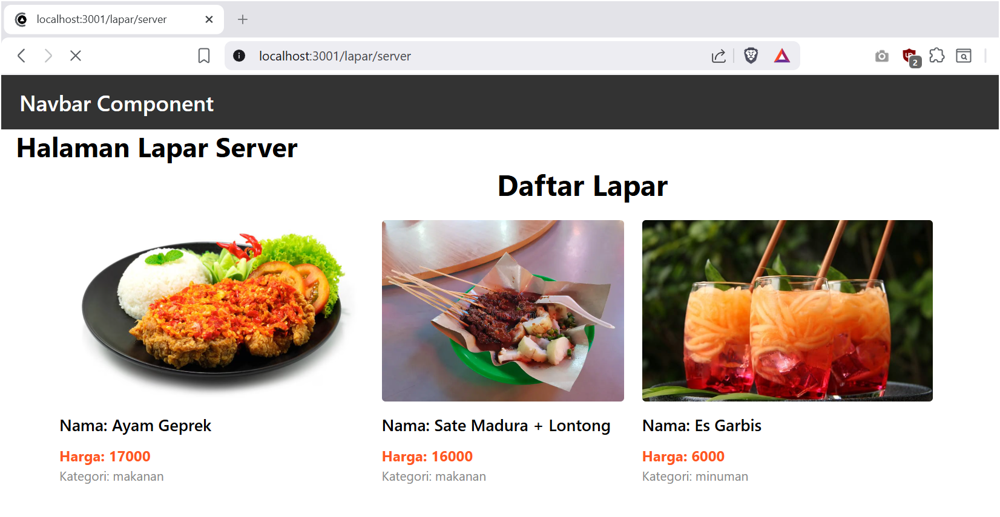 localhost:3001/lapar/server
localhost:3001/lapar/server
2
Navbar Component
Halaman Lapar Server
Daftar Lapar
Nama: Ayam Geprek
Harga: 17000
Kategori: makanan
Nama: Sate Madura + Lontong
Harga: 16000
Kategori: makanan
Nama: Es Garbis
Harga: 6000
Kategori: minuman